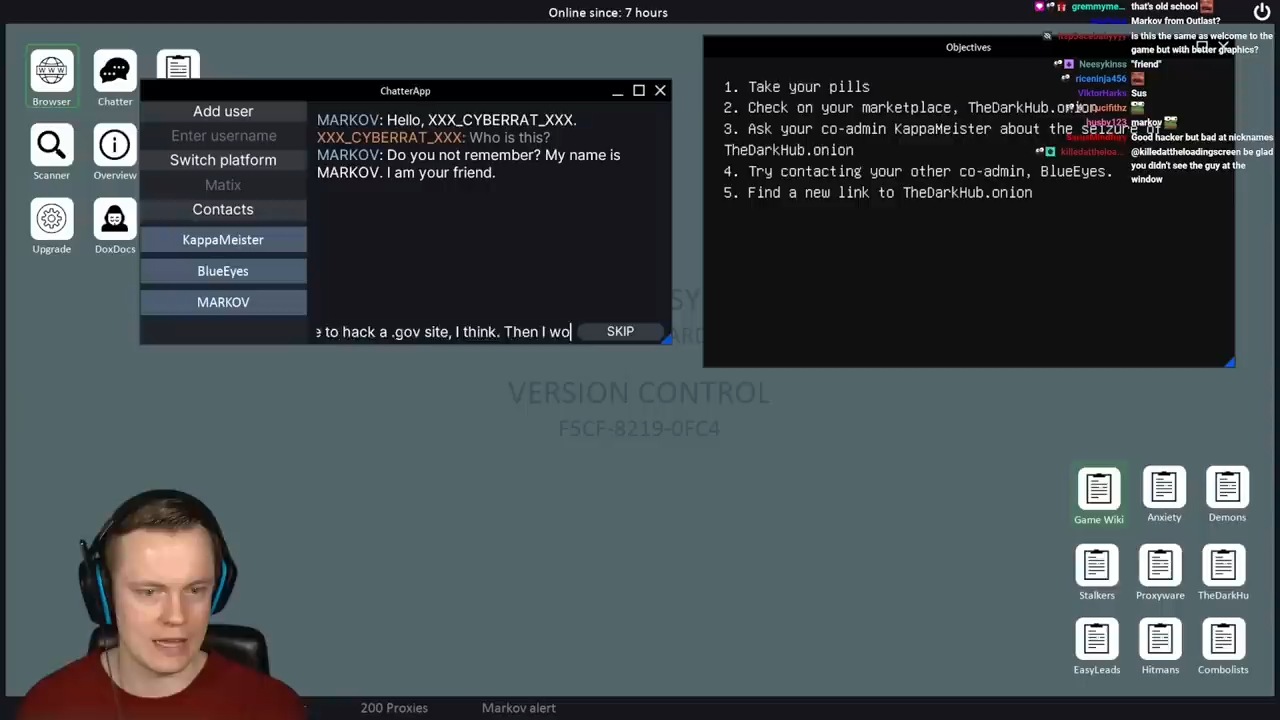 Online since: 7 hours
Browser
Chatter
Scanner
Overview
Upgrade
DoxDocs
ChatterApp
Add user
Enter username
Switch platform
Matix
Contacts
KappaMeister
BlueEyes
MARKOV
MARKOV: Hello, XXX_CYBERRAT_XXX.
XXX_CYBERRAT_XXX: Who is this?
MARKOV: Do you not remember? My name is
MARKOV. I am your friend.
e to hack a .gov site, I think. Then I wo
SKIP
Objectives
1. Take your pills
2. Check on your marketplace, TheDarkHub.onion
3. Ask your co-admin KappaMeister about the seizure of
TheDarkHub.onion
4. Try contacting your other co-admin, BlueEyes.
5. Find a new link to TheDarkHub.onion
gremmyme... that's old school
Markov from Outlast?
is this the same as welcome to the
game but with better graphics?
Neesykinss "friend"
riceninja456
ViktorHarks Sus
husby123 markov
Good hacker but bad at nicknames
killedattheloa... @killedattheloadingscreen be glad
you didn't see the guy at the
window
VERSION CONTROL
F5CF-8219-0FC4
Game Wiki
Anxiety
Demons
Stalkers
Proxyware
TheDarkHu
EasyLeads
Hitmans
Combolists
200 Proxies
Markov alert